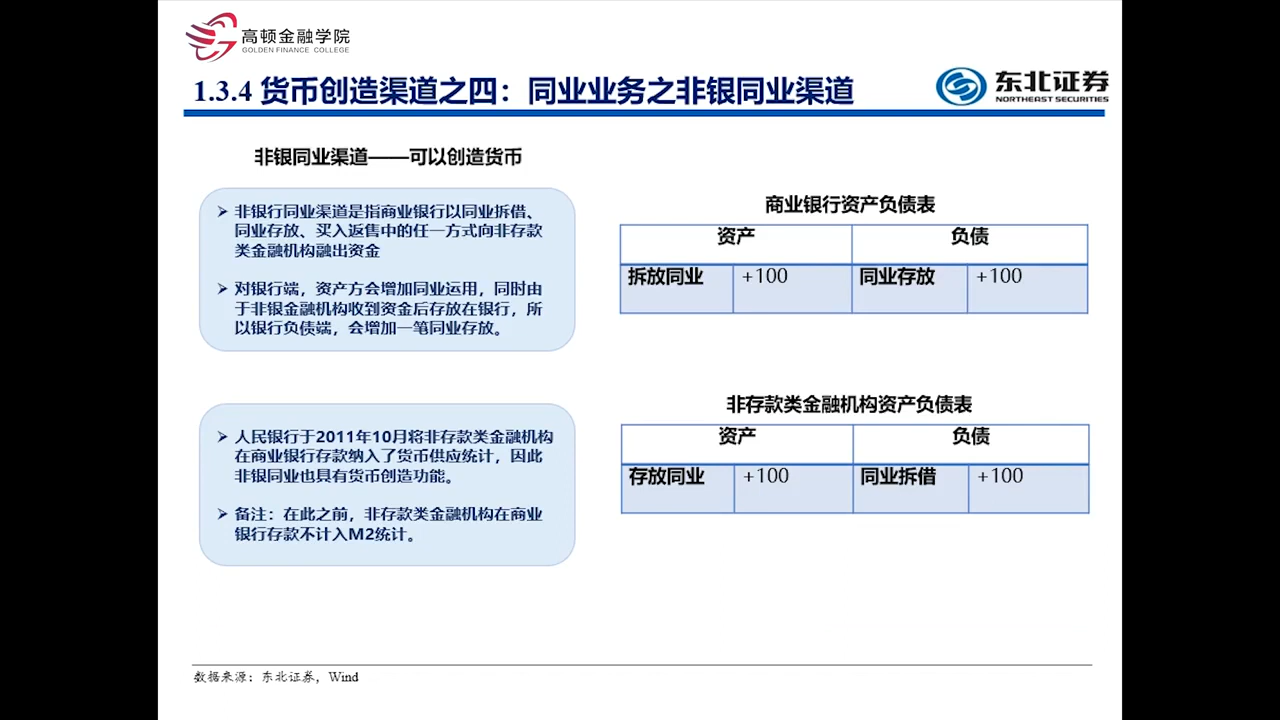 高顿金融学院
GOLDEN FINANCE COLLEGE
1.3.4 货币创造渠道之四：同业业务之非银同业渠道
东北证券
NORTHEAST SECURITIES
非银同业渠道——可以创造货币
➢ 非银行同业渠道是指商业银行以同业拆借、
同业存放、买入返售中的任一方式向非存款
类金融机构融出资金
➢ 对银行端，资产方会增加同业运用，同时由
于非银金融机构收到资金后存放在银行，所
以银行负债端，会增加一笔同业存放。
➢ 人民银行于2011年10月将非存款类金融机构
在商业银行存款纳入了货币供应统计，因此
非银同业也具有货币创造功能。
➢ 备注：在此之前，非存款类金融机构在商业
银行存款不计入M2统计。
商业银行资产负债表
资产 负债
拆放同业 +100 同业存放 +100
非存款类金融机构资产负债表
资产 负债
存放同业 +100 同业拆借 +100
数据来源：东北证券，Wind